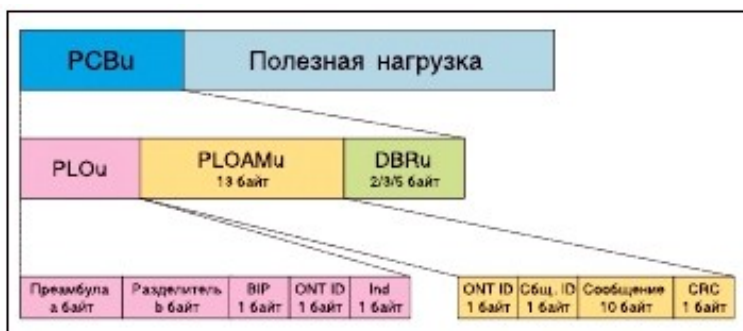 PCBu
Полезная нагрузка
PLOu
PLOAMu
13 байт
DBRu
2/3/5 байт
Преамбула
a байт
Разделитель
b байт
BIP
1 байт
ONT ID
1 байт
Ind
1 байт
ONT ID
1 байт
Сбщ. ID
1 байт
Сообщение
10 байт
CRC
1 байт